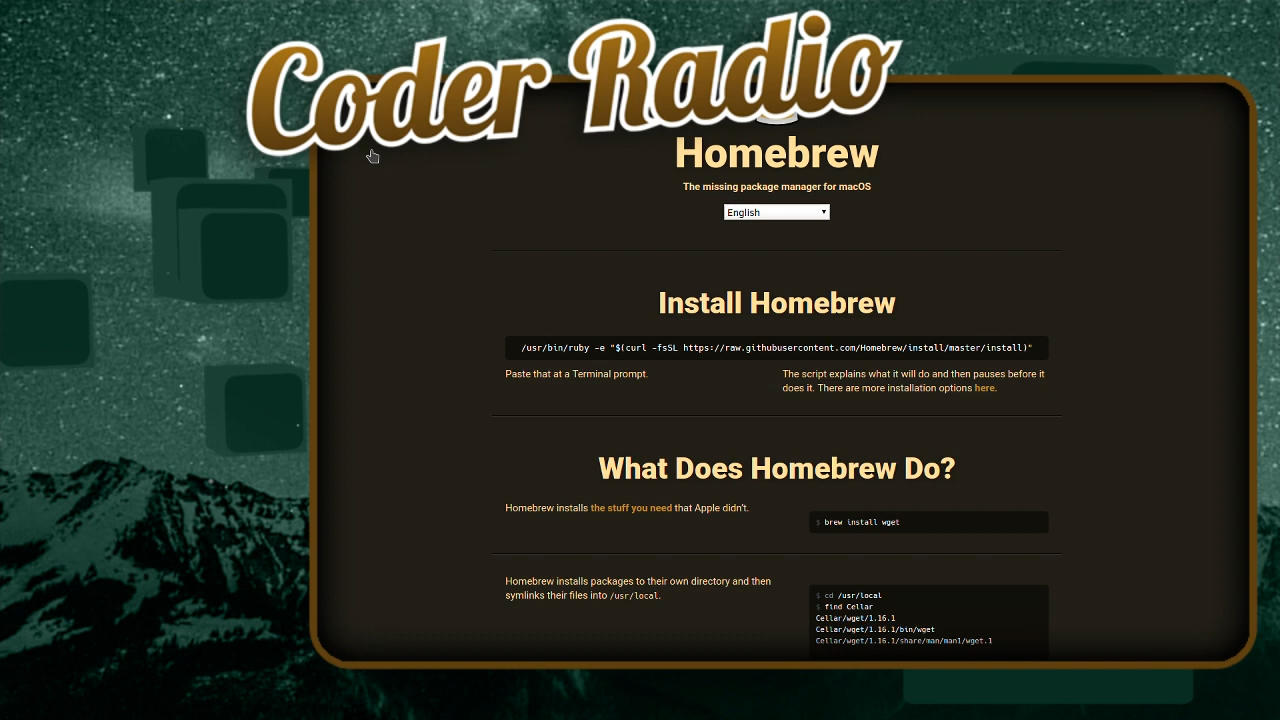 Coder Radio
Homebrew
The missing package manager for macOS
English
Install Homebrew
/usr/bin/ruby -e "$(curl -fsSL https://raw.githubusercontent.com/Homebrew/install/master/install)"
Paste that at a Terminal prompt.
The script explains what it will do and then pauses before it
does it. There are more installation options here.
What Does Homebrew Do?
Homebrew installs the stuff you need that Apple didn't.
$ brew install wget
Homebrew installs packages to their own directory and then
symlinks their files into /usr/local.
$ cd /usr/local
$ find Cellar
Cellar/wget/1.16.1
Cellar/wget/1.16.1/bin/wget
Cellar/wget/1.16.1/share/man/man1/wget.1